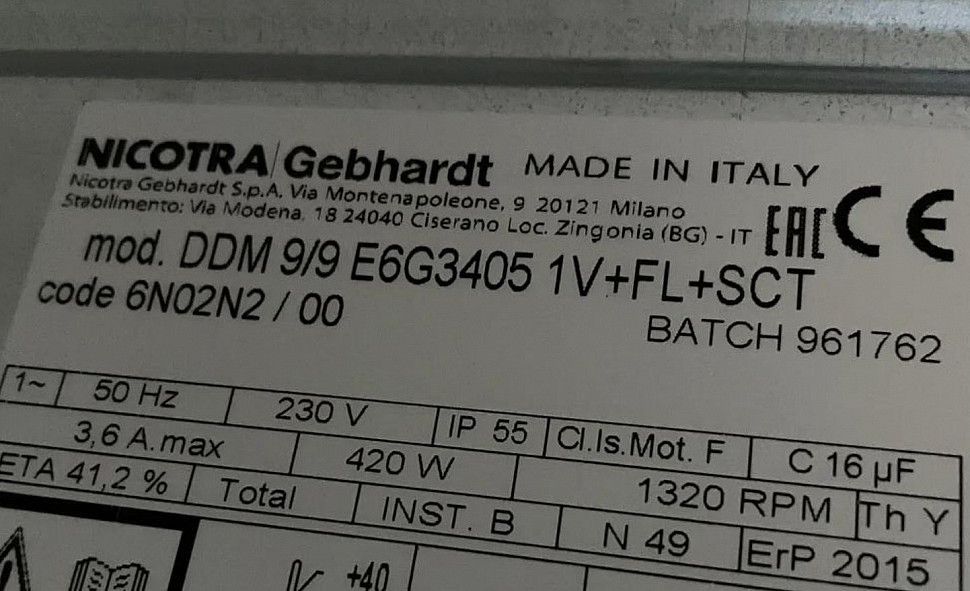 NICOTRA Gebhardt MADE IN ITALY
Nicotra Gebhardt S.p.A. Via Montenapoleone, 9 20121 Milano
Stabilimento: Via Modena, 18 24040 Ciserano Loc. Zingonia (BG) - IT EAC CE
mod. DDM 9/9 E6G3405 1V+FL+SCT
code 6N02N2 / 00
BATCH 961762
1~ 50 Hz 230 V IP 55 Cl.Is.Mot. F C 16 µF
3,6 A.max 420 W 1320 RPM Th Y
ETA 41,2 % Total INST. B N 49 ErP 2015
+40